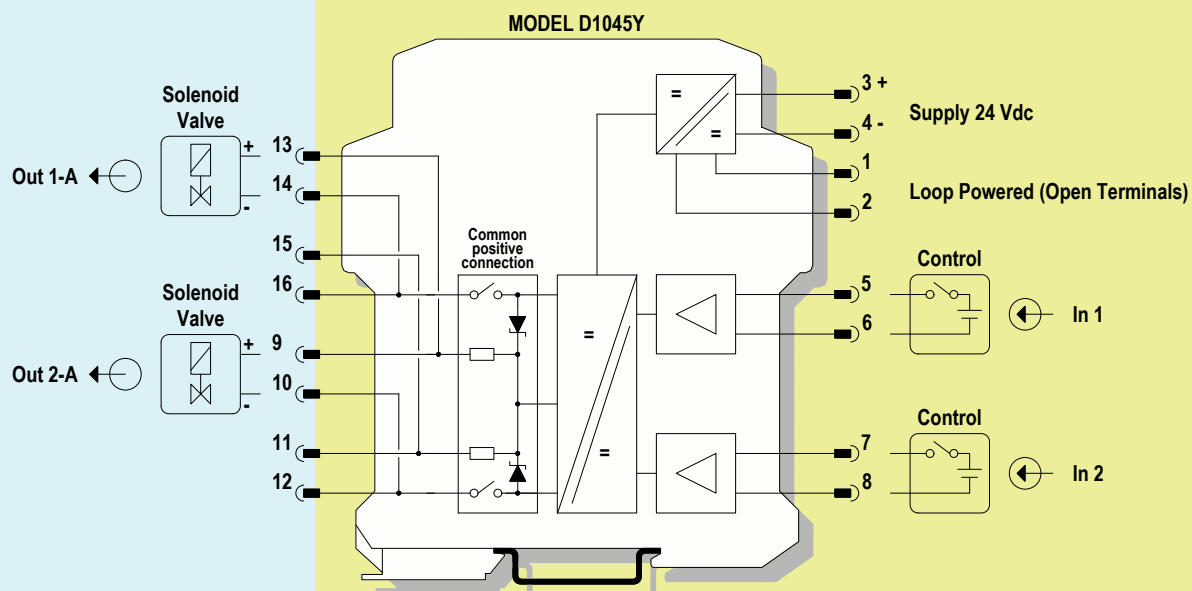 MODEL D1045Y
Solenoid
Valve
+
-
Out 1-A
13
14
15
16
Solenoid
Valve
+
-
Out 2-A
9
10
11
12
Common
positive
connection
=
=
=
=
3 +
4 -
Supply 24 Vdc
1
2
Loop Powered (Open Terminals)
Control
5
6
In 1
Control
7
8
In 2